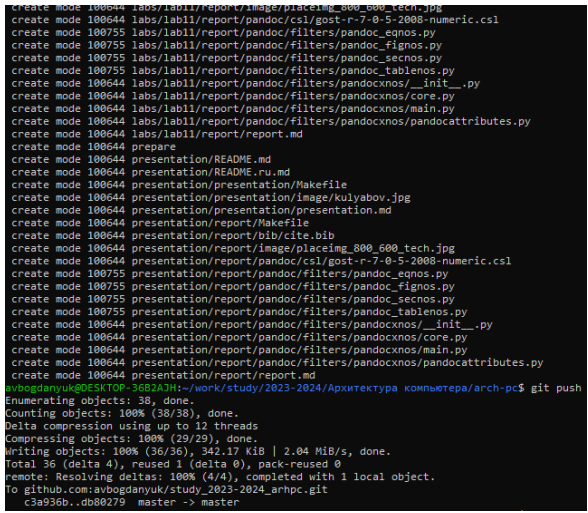 create mode 100644 labs/lab11/report/image/placeimg_800_600_tech.jpg
create mode 100644 labs/lab11/report/pandoc/csl/gost-r-7-0-5-2008-numeric.csl
create mode 100755 labs/lab11/report/pandoc/filters/pandoc_eqnos.py
create mode 100755 labs/lab11/report/pandoc/filters/pandoc_fignos.py
create mode 100755 labs/lab11/report/pandoc/filters/pandoc_secnos.py
create mode 100755 labs/lab11/report/pandoc/filters/pandoc_tablenos.py
create mode 100644 labs/lab11/report/pandoc/filters/pandocxnos/__init__.py
create mode 100644 labs/lab11/report/pandoc/filters/pandocxnos/core.py
create mode 100644 labs/lab11/report/pandoc/filters/pandocxnos/main.py
create mode 100644 labs/lab11/report/pandoc/filters/pandocxnos/pandocattributes.py
create mode 100644 labs/lab11/report/report.md
create mode 100644 prepare
create mode 100644 presentation/README.md
create mode 100644 presentation/README.ru.md
create mode 100644 presentation/presentation/Makefile
create mode 100644 presentation/presentation/image/kulyabov.jpg
create mode 100644 presentation/presentation/presentation.md
create mode 100644 presentation/report/Makefile
create mode 100644 presentation/report/bib/cite.bib
create mode 100644 presentation/report/image/placeimg_800_600_tech.jpg
create mode 100644 presentation/report/pandoc/csl/gost-r-7-0-5-2008-numeric.csl
create mode 100755 presentation/report/pandoc/filters/pandoc_eqnos.py
create mode 100755 presentation/report/pandoc/filters/pandoc_fignos.py
create mode 100755 presentation/report/pandoc/filters/pandoc_secnos.py
create mode 100755 presentation/report/pandoc/filters/pandoc_tablenos.py
create mode 100644 presentation/report/pandoc/filters/pandocxnos/__init__.py
create mode 100644 presentation/report/pandoc/filters/pandocxnos/core.py
create mode 100644 presentation/report/pandoc/filters/pandocxnos/main.py
create mode 100644 presentation/report/pandoc/filters/pandocxnos/pandocattributes.py
create mode 100644 presentation/report/report.md
avbogdanyuk@DESKTOP-36B2AJH:~/work/study/2023-2024/Архитектура компьютера/arch-pc$ git push
Enumerating objects: 38, done.
Counting objects: 100% (38/38), done.
Delta compression using up to 12 threads
Compressing objects: 100% (29/29), done.
Writing objects: 100% (36/36), 342.17 KiB | 2.04 MiB/s, done.
Total 36 (delta 4), reused 1 (delta 0), pack-reused 0
remote: Resolving deltas: 100% (4/4), completed with 1 local object.
To github.com:avbogdanyuk/study_2023-2024_arhpc.git
c3a936b..db80279 master -> master